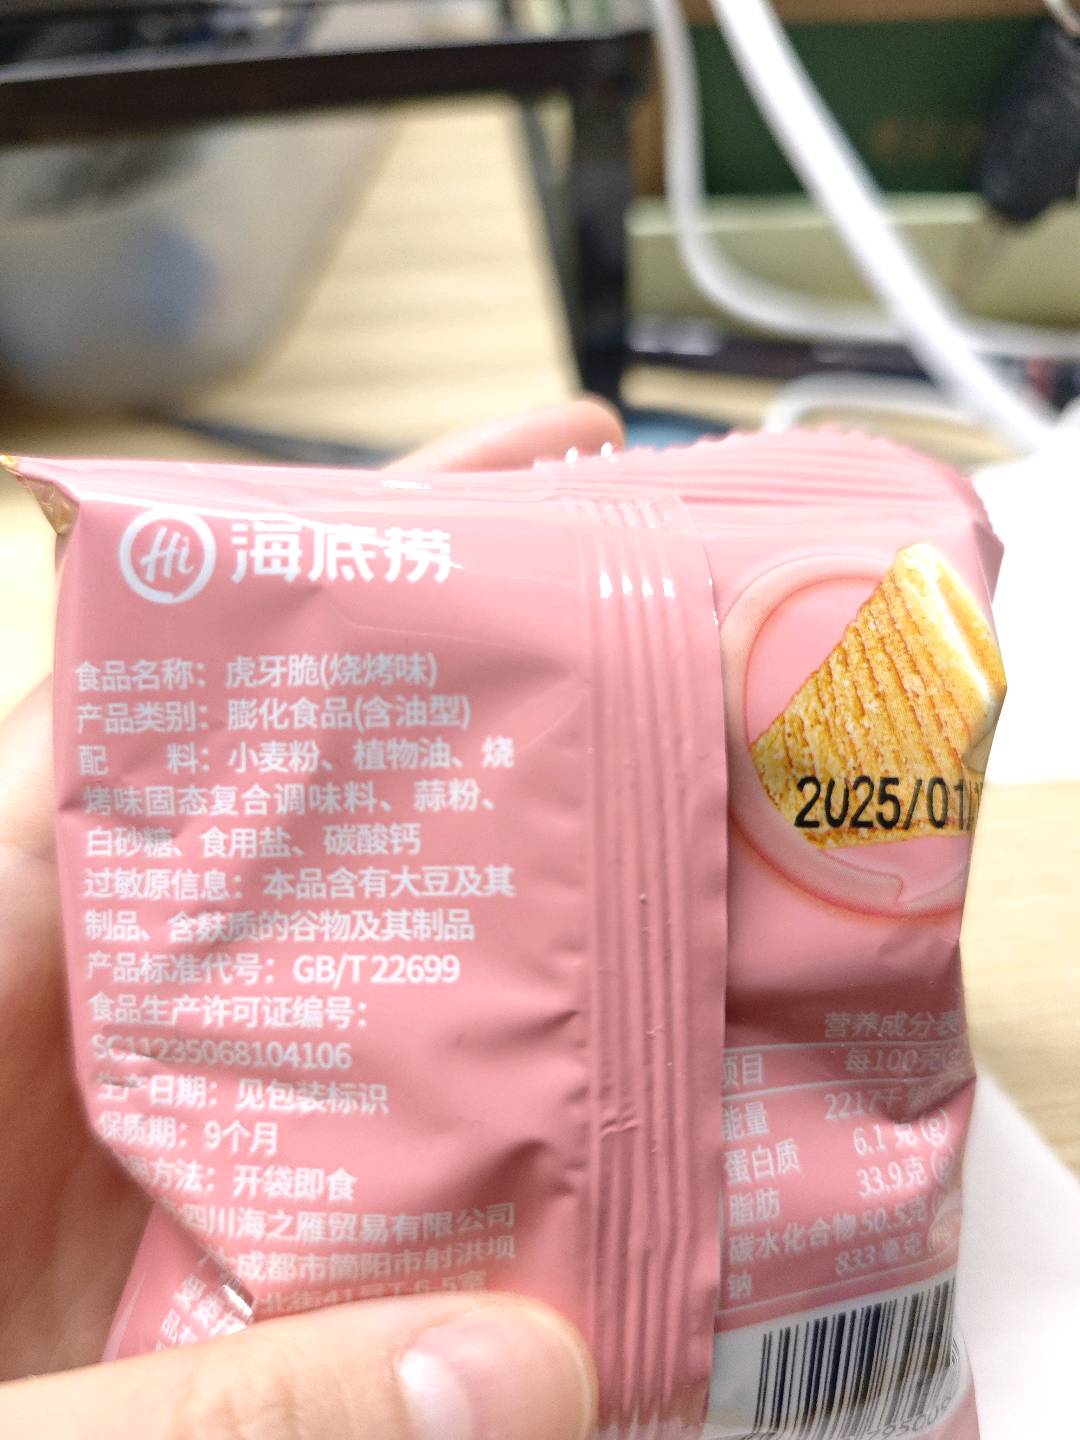 Hi 海底捞
食品名称：虎牙脆(烧烤味)
产品类别：膨化食品(含油型)
配 料：小麦粉、植物油、烧
烤味固态复合调味料、蒜粉、
白砂糖、食用盐、碳酸钙
过敏原信息：本品含有大豆及其
制品、含麸质的谷物及其制品
产品标准代号：GB/T 22699
食品生产许可证编号：
SC11235068104106
生产日期：见包装标识
保质期：9个月
方法：开袋即食
四川海之雁贸易有限公司
成都市简阳市射洪坝
北街41号
2025/01
营养成分表
项目 每100克(g)
能量 2217千
蛋白质 6.1 克(g)
脂肪 33.9克
碳水化合物 50.5克
钠 833 毫克